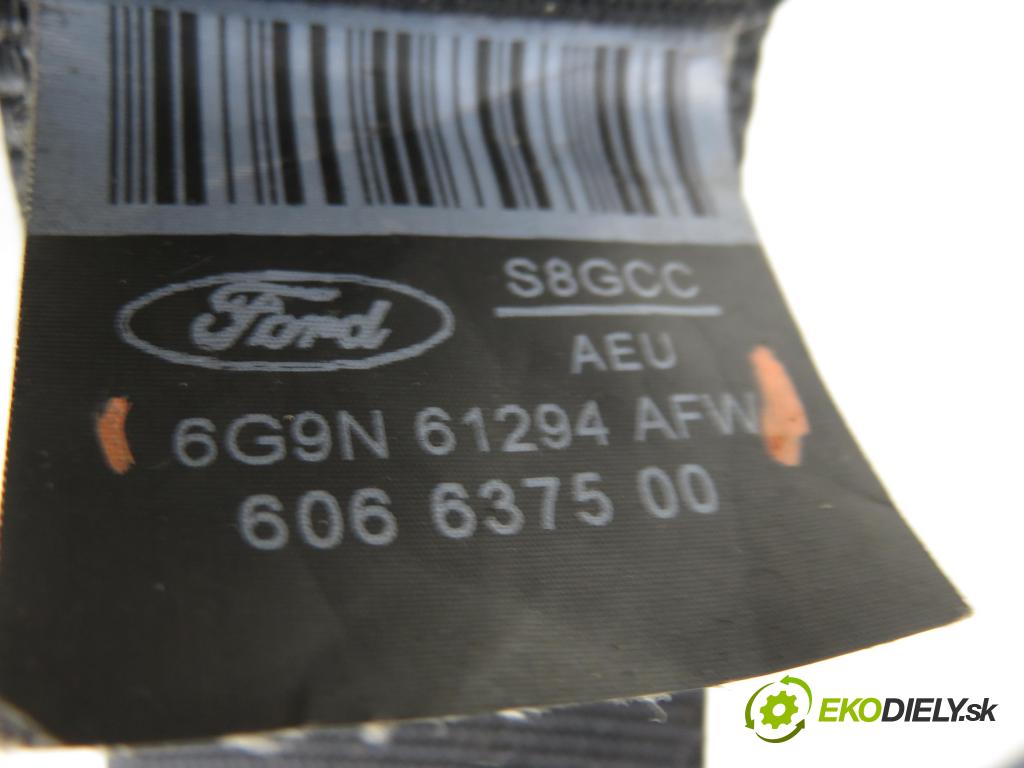 Ford
S8GCC
AEU
6G9N 61294 AFW
606 6375 00
EKODIELY.sk